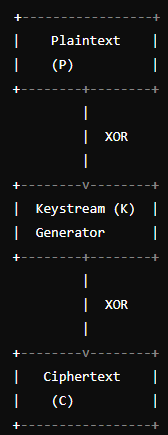 Plaintext
(P)
XOR
Keystream (K)
Generator
XOR
Ciphertext
(C)